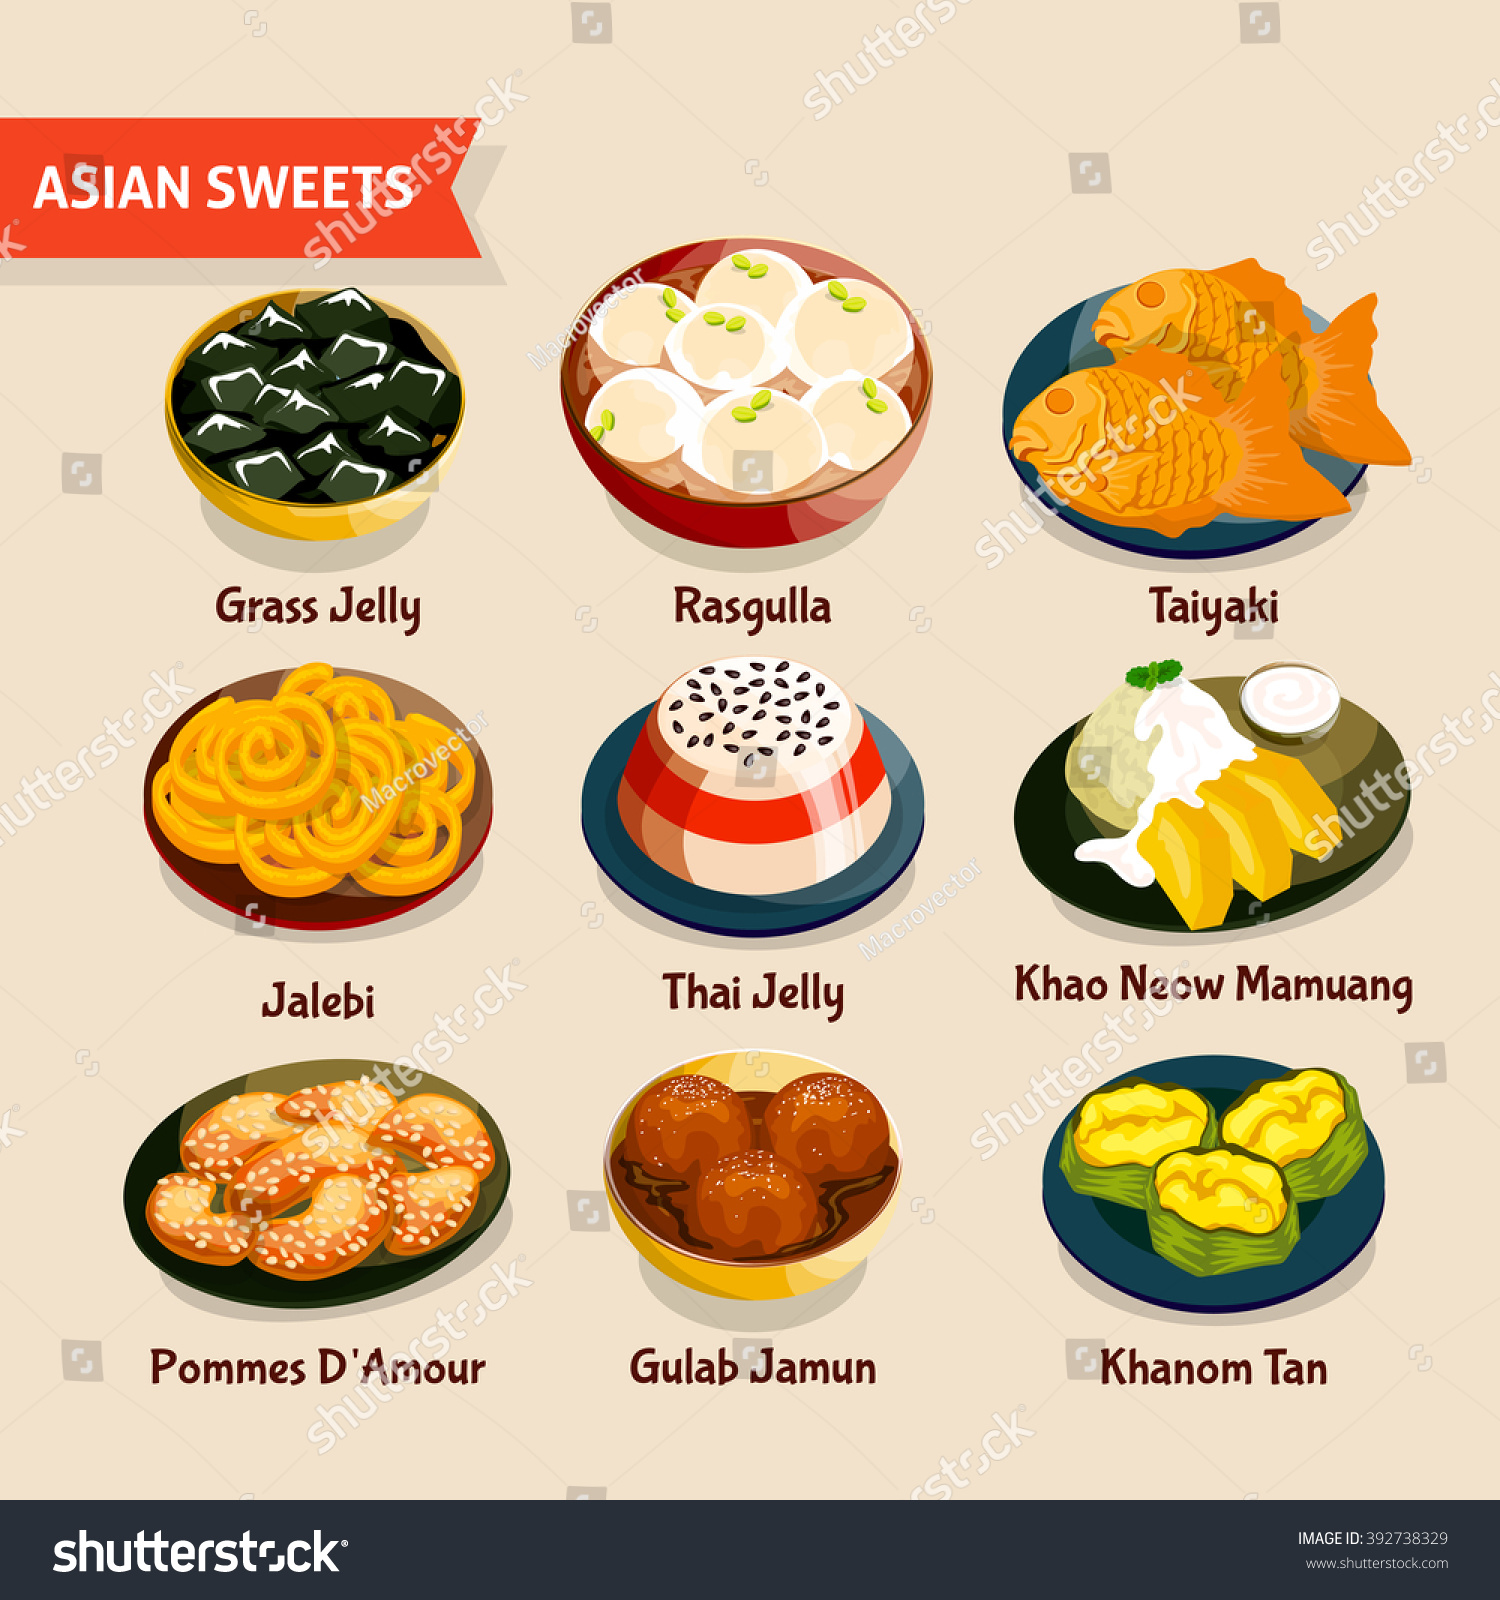 ASIAN SWEETS
Grass Jelly
Rasgulla
Taiyaki
Jalebi
Thai Jelly
Khao Neow Mamuang
Pommes D'Amour
Gulab Jamun
Khanom Tan
shutterstock
Macrovector
IMAGE ID: 392738329
www.shutterstock.com